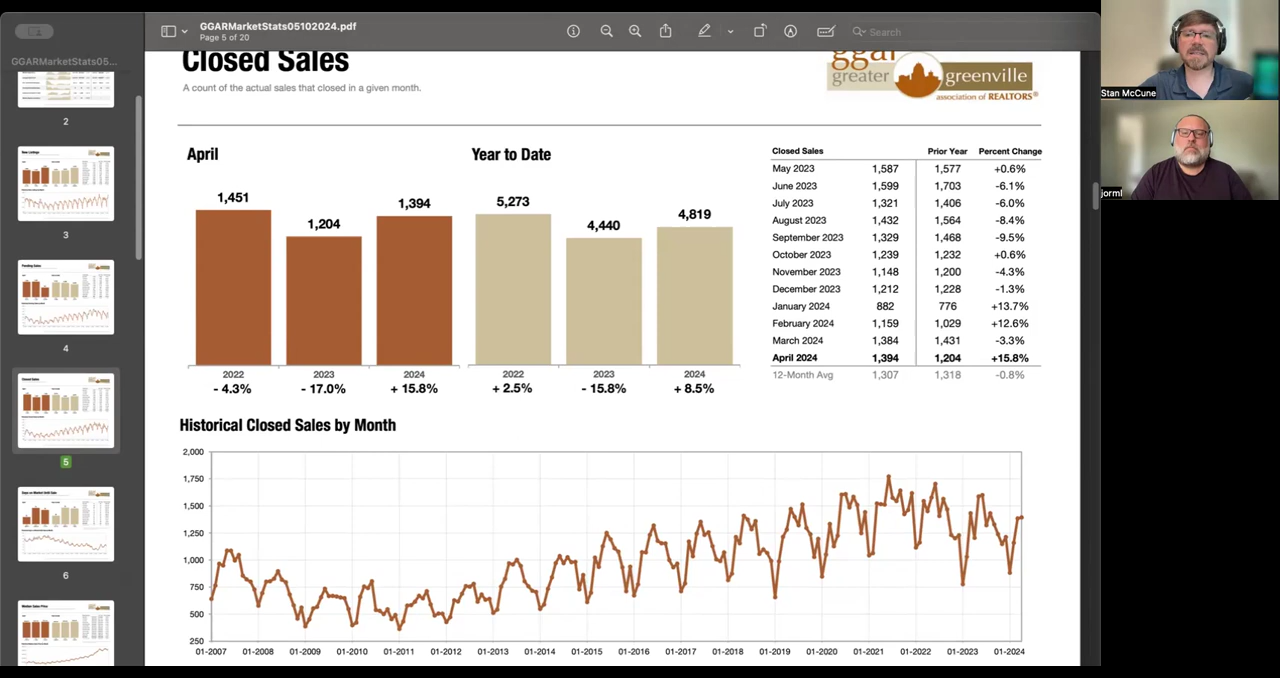 GGARMarketStats05102024.pdf
Page 5 of 20
Search
GGARMarketStats05...
2
3
4
5
6
Closed Sales
A count of the actual sales that closed in a given month.
ggar
greater greenville
association of REALTORS®
April
1,451
1,204
1,394
2022
2023
2024
- 4.3%
- 17.0%
+ 15.8%
Year to Date
5,273
4,440
4,819
2022
2023
2024
+ 2.5%
- 15.8%
+ 8.5%
Closed Sales Prior Year Percent Change
May 2023 1,587 1,577 +0.6%
June 2023 1,599 1,703 -6.1%
July 2023 1,321 1,406 -6.0%
August 2023 1,432 1,564 -8.4%
September 2023 1,329 1,468 -9.5%
October 2023 1,239 1,232 +0.6%
November 2023 1,148 1,200 -4.3%
December 2023 1,212 1,228 -1.3%
January 2024 882 776 +13.7%
February 2024 1,159 1,029 +12.6%
March 2024 1,384 1,431 -3.3%
April 2024 1,394 1,204 +15.8%
12-Month Avg 1,307 1,318 -0.8%
Historical Closed Sales by Month
2,000
1,750
1,500
1,250
1,000
750
500
250
01-2007 01-2008 01-2009 01-2010 01-2011 01-2012 01-2013 01-2014 01-2015 01-2016 01-2017 01-2018 01-2019 01-2020 01-2021 01-2022 01-2023 01-2024
Stan McCune
jorml